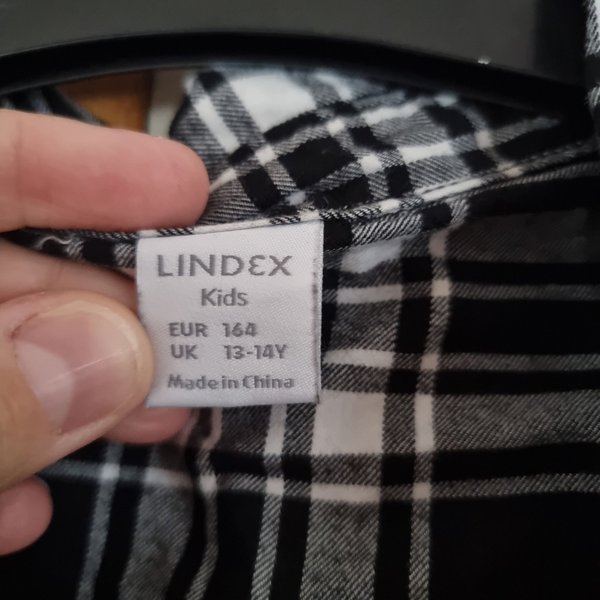 LINDEX
Kids
EUR 164
UK 13-14Y
Made in China